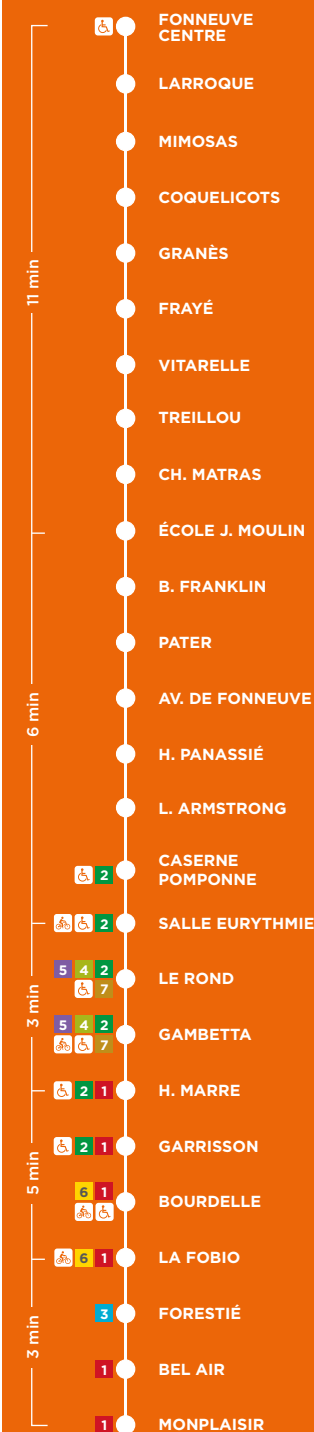 FONNEUVE
CENTRE
LARROQUE
MIMOSAS
COQUELICOTS
GRANÈS
11 min
FRAYÉ
VITARELLE
TREILLOU
CH. MATRAS
ÉCOLE J. MOULIN
B. FRANKLIN
PATER
AV. DE FONNEUVE
6 min
H. PANASSIÉ
L. ARMSTRONG
CASERNE
POMPONNE
2
SALLE EURYTHMIE
2
5 4 2
7
LE ROND
3 min
5 4 2
7
GAMBETTA
2 1
H. MARRE
2 1
GARRISSON
5 min
6 1
BOURDELLE
6 1
LA FOBIO
3
FORESTIÉ
3 min
1
BEL AIR
1
MONPLAISIR